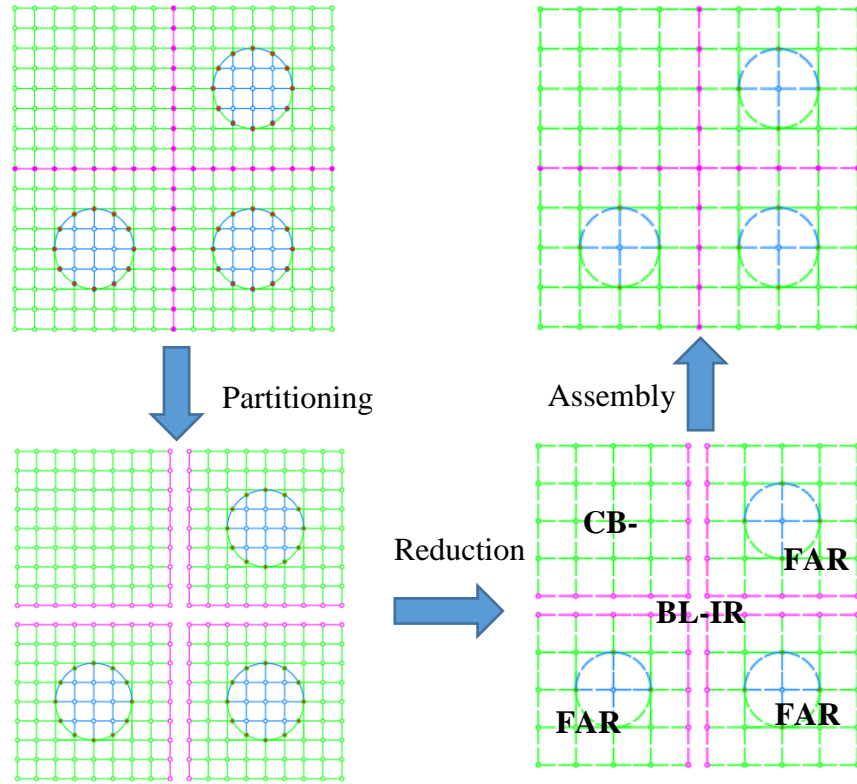 Partitioning
Assembly
Reduction
CB-
FAR
BL-IR
FAR
FAR